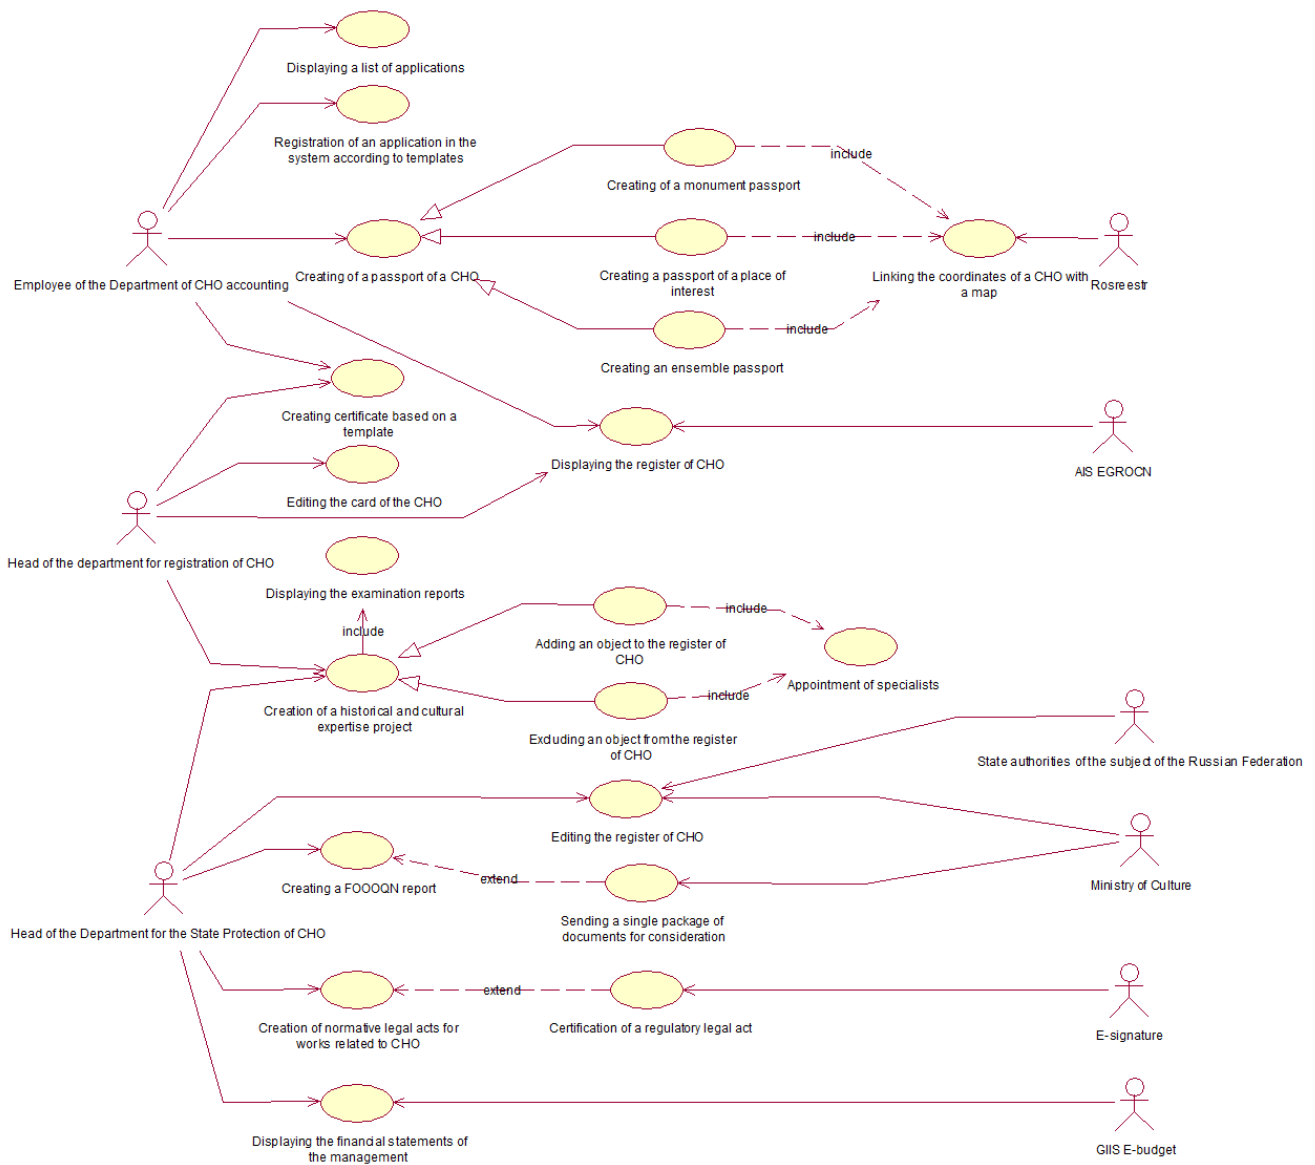 Displaying a list of applications
Registration of an application in the
system according to templates
include
Creating of a monument passport
Employee of the Department of CHO accounting
Creating of a passport of a CHO
include
Creating a passport of a place of
interest
Linking the coordinates of a CHO with
a map
Rosreestr
include
Creating an ensemble passport
Creating certificate based on a
template
Displaying the register of CHO
AIS EGROCN
Editing the card of the CHO
Head of the department for registration of CHO
Displaying the examination reports
include
include
Adding an object to the register of
CHO
Appointment of specialists
include
Creation of a historical and cultural
expertise project
Excluding an object from the register
of CHO
State authorities of the subject of the Russian Federation
Editing the register of CHO
Creating a FOOOQN report
extend
Ministry of Culture
Sending a single package of
documents for consideration
Head of the Department for the State Protection of CHO
extend
Creation of normative legal acts for
works related to CHO
Certification of a regulatory legal act
E-signature
Displaying the financial statements of
the management
GIIS E-budget